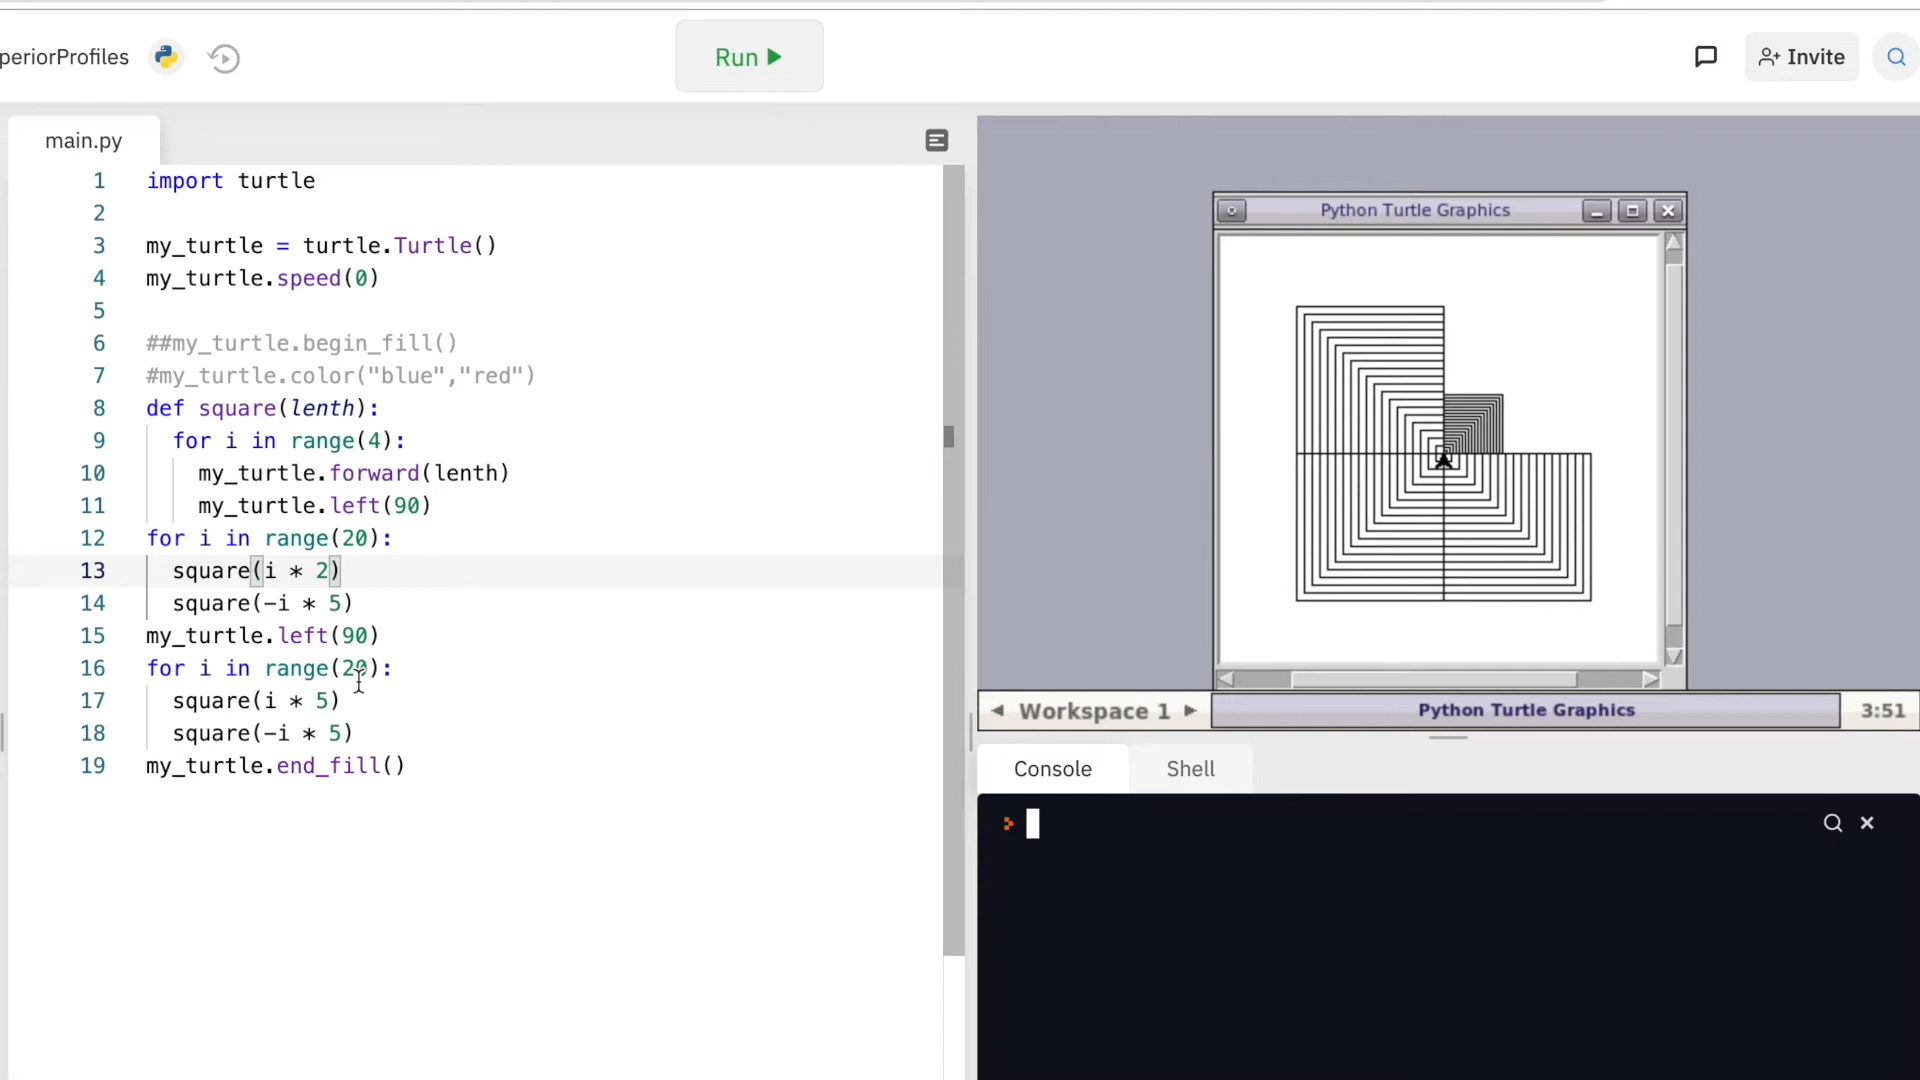 periorProfiles
Run
Invite
main.py
1 import turtle
2
3 my_turtle = turtle.Turtle()
4 my_turtle.speed(0)
5
6 ##my_turtle.begin_fill()
7 #my_turtle.color("blue","red")
8 def square(lenth):
9 for i in range(4):
10 my_turtle.forward(lenth)
11 my_turtle.left(90)
12 for i in range(20):
13 square(i * 2)
14 square(-i * 5)
15 my_turtle.left(90)
16 for i in range(20):
17 square(i * 5)
18 square(-i * 5)
19 my_turtle.end_fill()
Python Turtle Graphics
Workspace 1
Python Turtle Graphics
3:51
Console
Shell